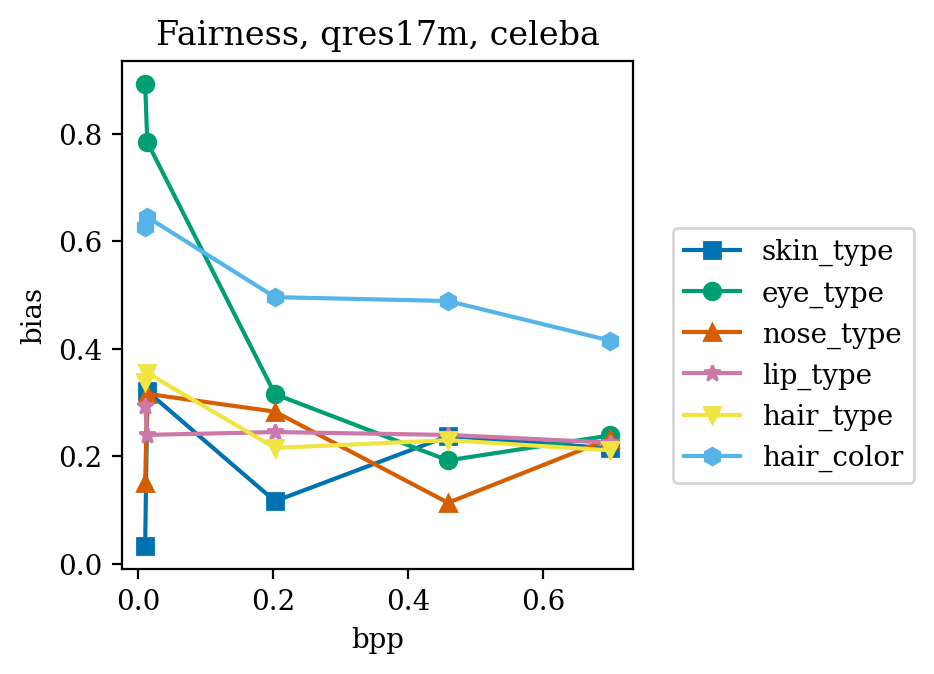 Fairness, qres17m, celeba
bias
0.8
0.6
0.4
0.2
0.0
0.0 0.2 0.4 0.6
bpp
skin_type
eye_type
nose_type
lip_type
hair_type
hair_color